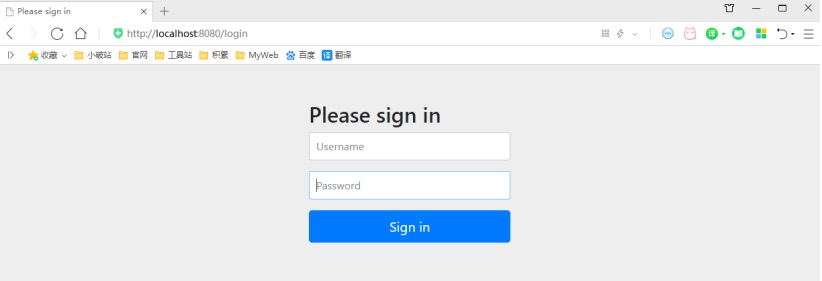 Please sign in
http://localhost:8080/login
收藏 小破站 官网 工具站 积累 MyWeb 百度 译 翻译
Please sign in
Username
Password
Sign in